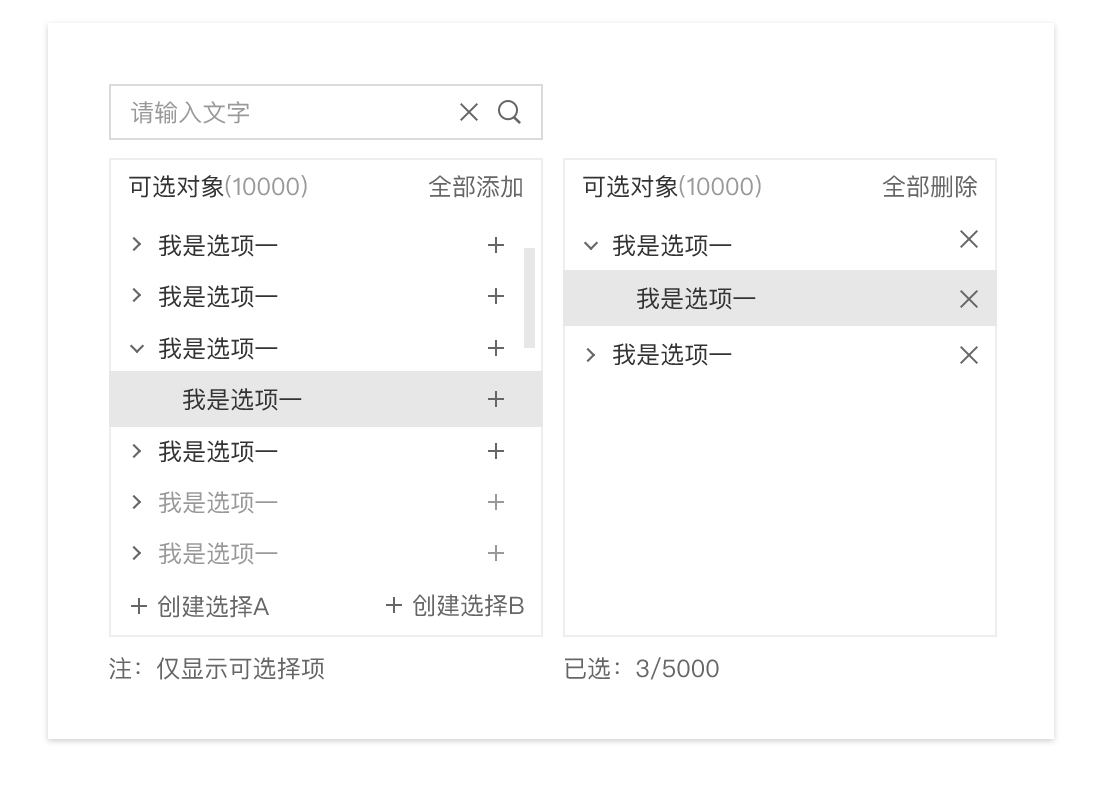 请输入文字
可选对象(10000) 全部添加
我是选项一
我是选项一
我是选项一
我是选项一
我是选项一
我是选项一
我是选项一
+ 创建选择A + 创建选择B
注：仅显示可选择项
可选对象(10000) 全部删除
我是选项一
我是选项一
我是选项一
已选：3/5000